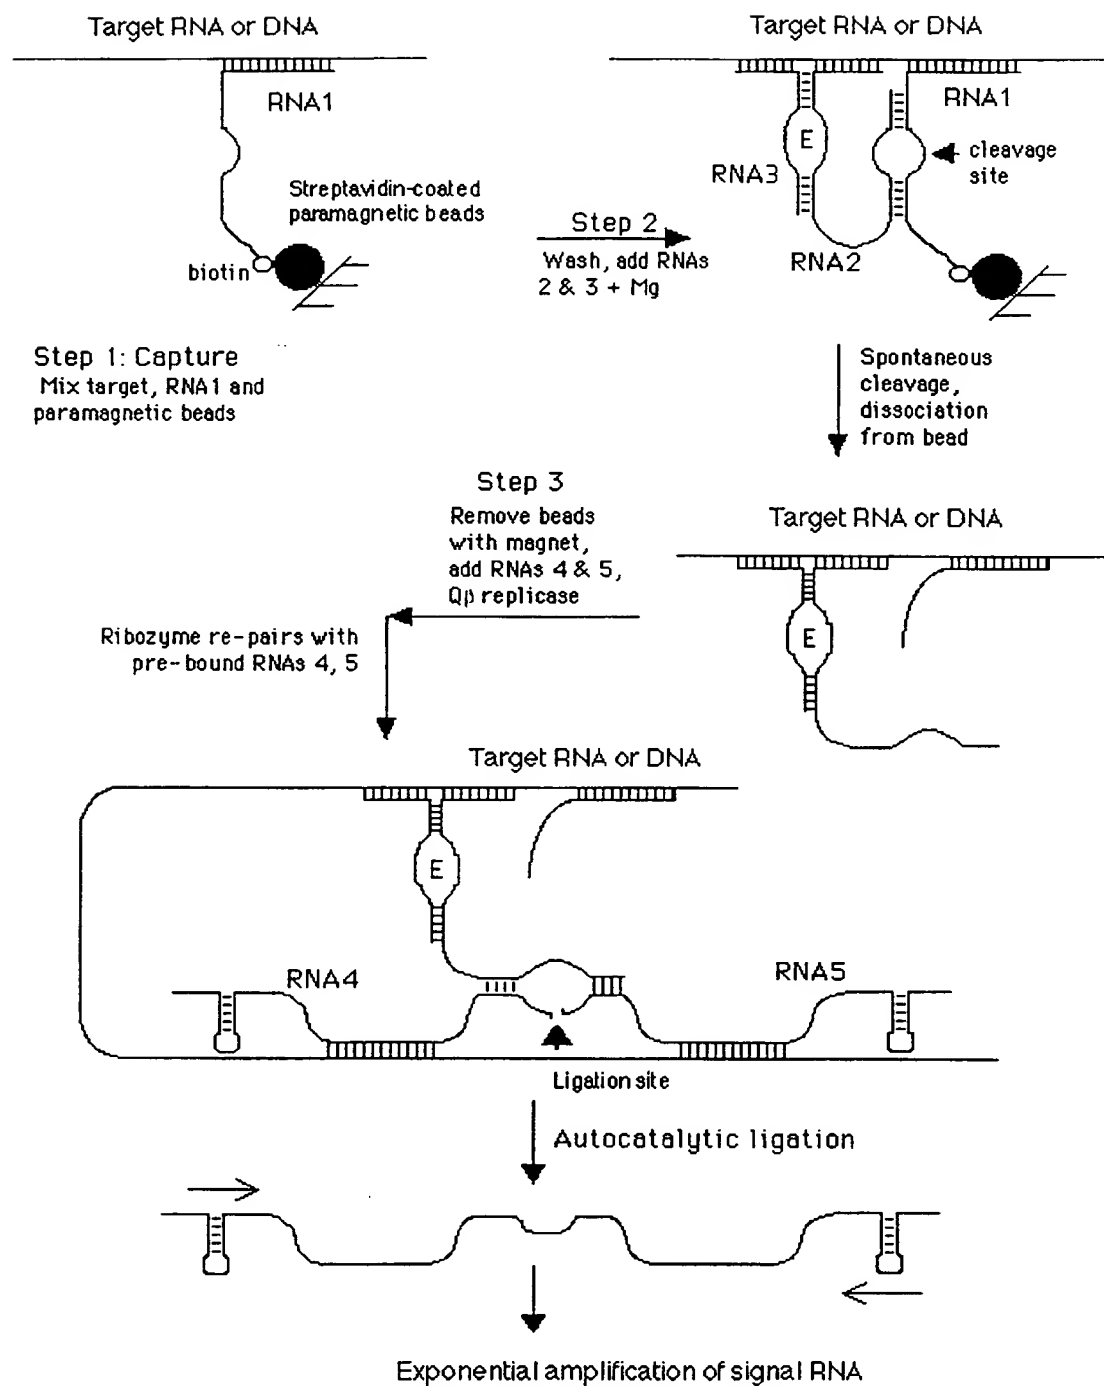 Target RNA or DNA
RNA1
Streptavidin-coated
paramagnetic beads
biotin
Step 1: Capture
Mix target, RNA1 and
paramagnetic beads
Step 2
Wash, add RNAs
2 & 3 + Mg
Target RNA or DNA
RNA1
E
cleavage
site
RNA3
RNA2
Spontaneous
cleavage,
dissociation
from bead
Step 3
Remove beads
with magnet,
add RNAs 4 & 5,
Qβ replicase
Target RNA or DNA
E
Ribozyme re-pairs with
pre-bound RNAs 4, 5
Target RNA or DNA
E
RNA4
RNA5
Ligation site
Autocatalytic ligation
Exponential amplification of signal RNA